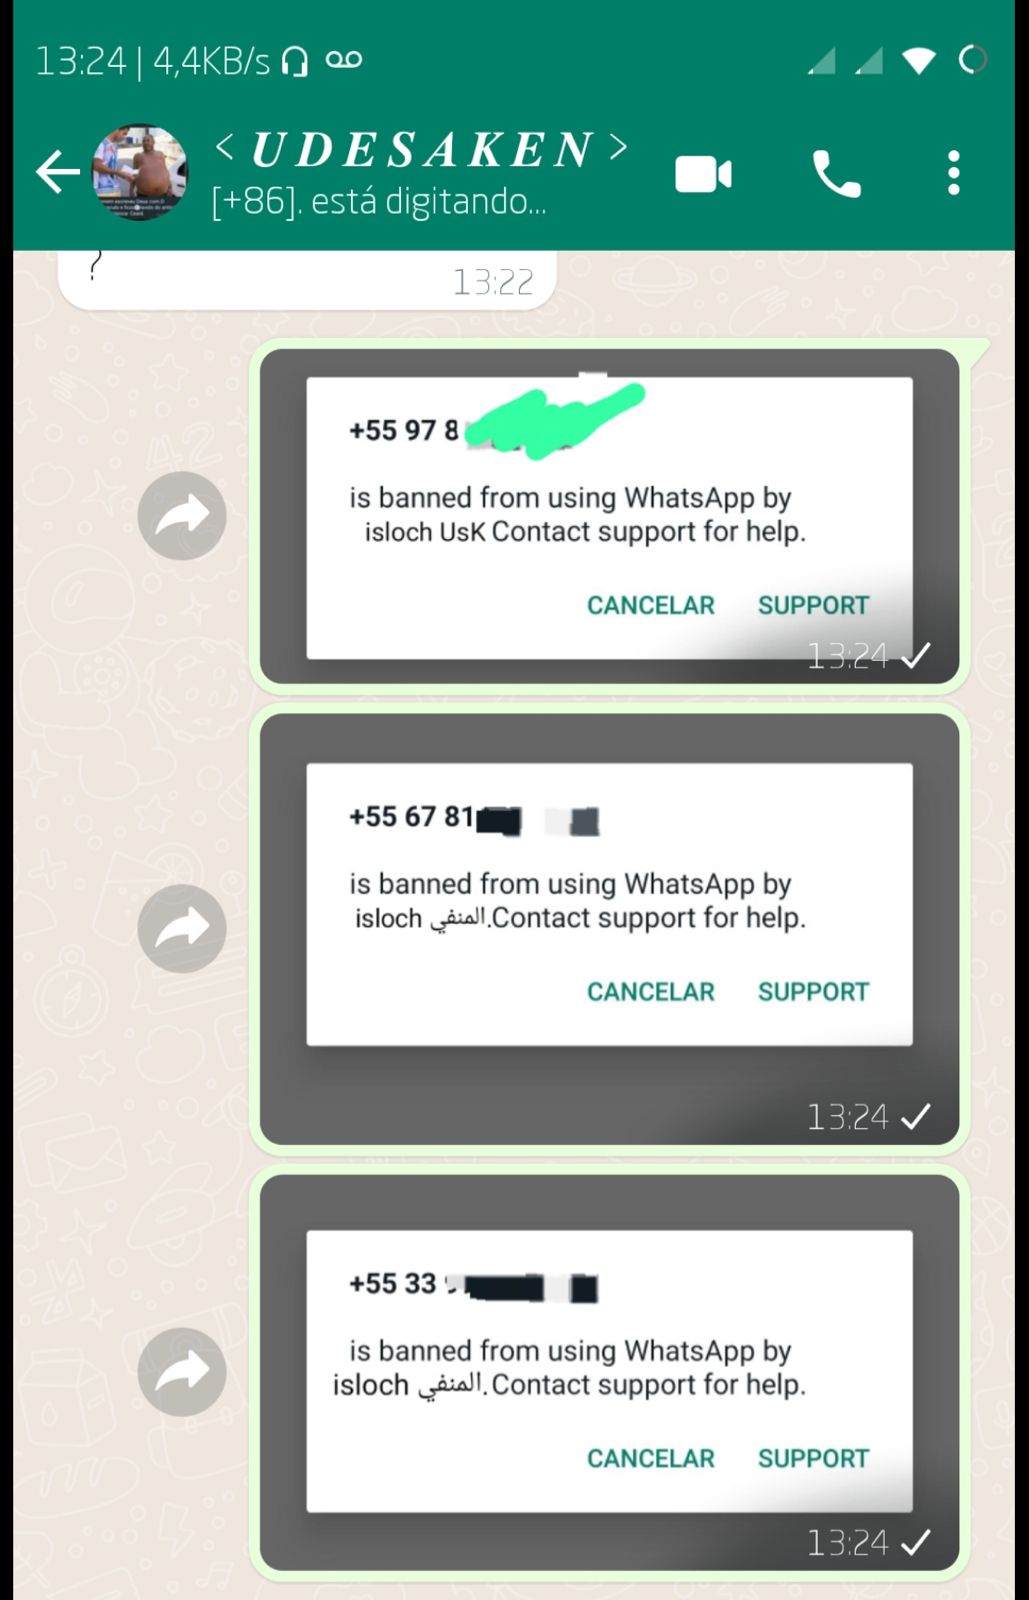 13:24 | 4,4KB/s
< UDESAKEN >
[+86]. está digitando...
?
13:22
+55 97 8
is banned from using WhatsApp by
isloch UsK Contact support for help.
CANCELAR SUPPORT
13:24
+55 67 81
is banned from using WhatsApp by
isloch المنفي.Contact support for help.
CANCELAR SUPPORT
13:24
+55 33
is banned from using WhatsApp by
isloch المنفي.Contact support for help.
CANCELAR SUPPORT
13:24